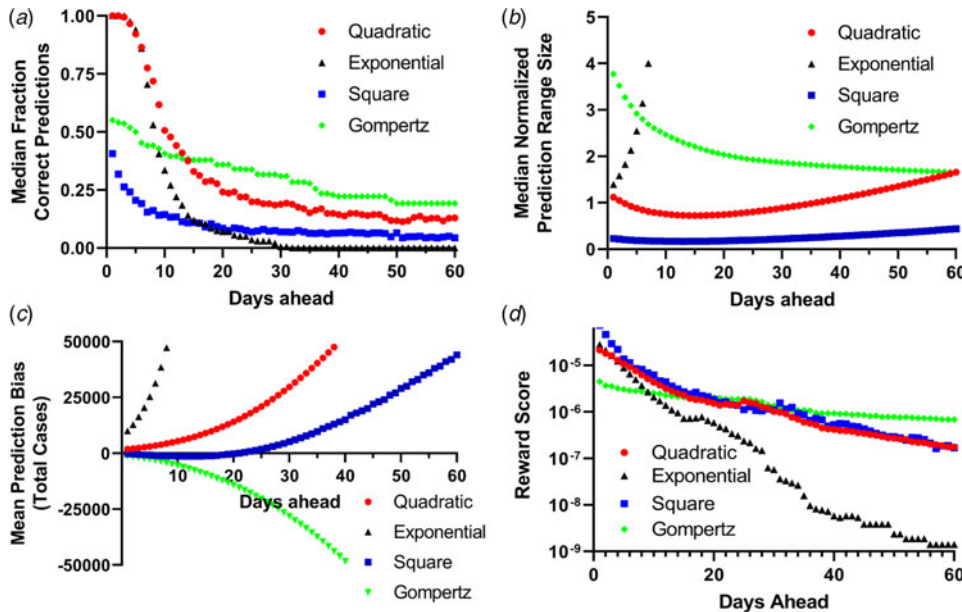 (a)
Median Fraction
Correct Predictions
1.00
0.75
0.50
0.25
0.00
0 10 20 30 40 50 60
Days ahead
Quadratic
Exponential
Square
Gompertz
(b)
Median Normalized
Prediction Range Size
5
4
3
2
1
0
0 10 20 30 40 50 60
Days ahead
Quadratic
Exponential
Square
Gompertz
(c)
Mean Prediction Bias
(Total Cases)
50000
25000
0
-25000
-50000
10 20 30 40 50 60
Days ahead
Quadratic
Exponential
Square
Gompertz
(d)
Reward Score
10-5
10-6
10-7
10-8
10-9
0 20 40 60
Days Ahead
Quadratic
Exponential
Square
Gompertz